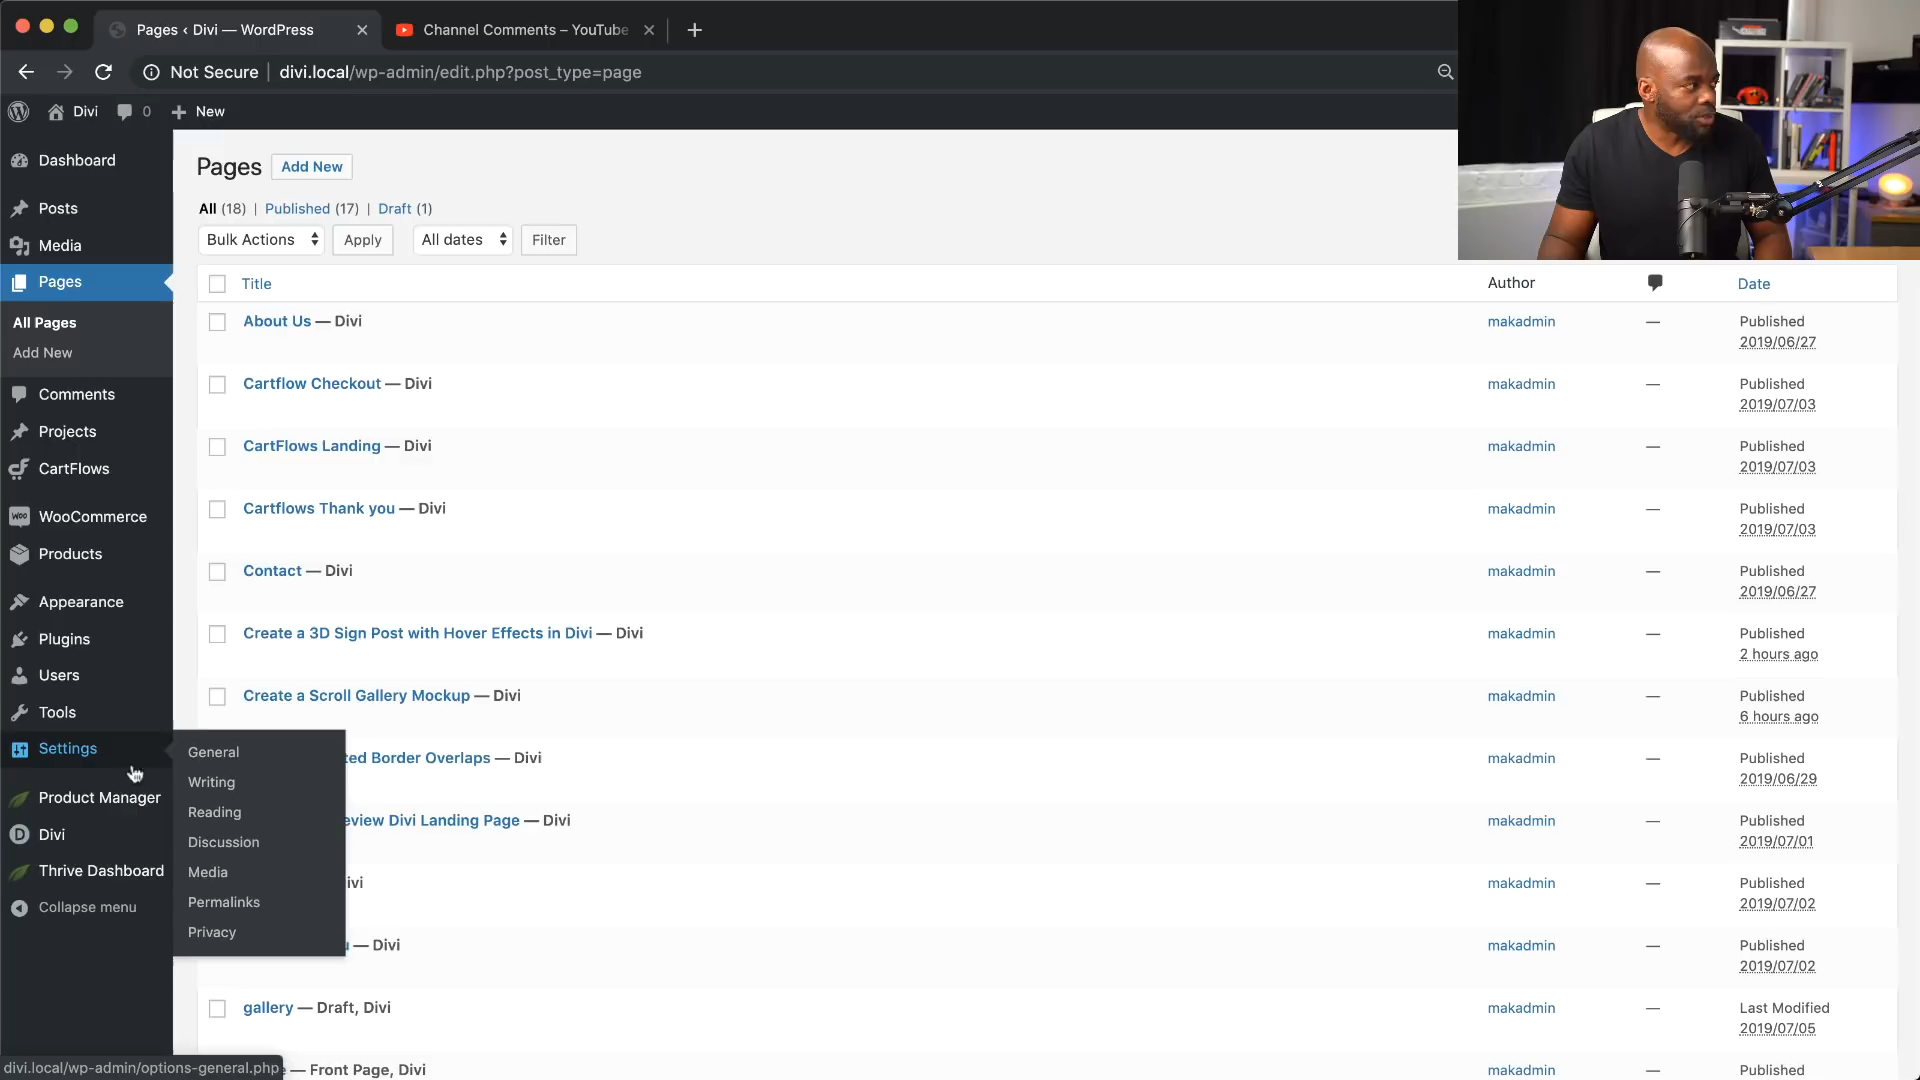 Pages ‹ Divi — WordPress
Channel Comments – YouTube
Not Secure | divi.local/wp-admin/edit.php?post_type=page
Divi 0 New
Dashboard
Posts
Media
Pages
All Pages
Add New
Comments
Projects
CartFlows
WOO WooCommerce
Products
Appearance
Plugins
Users
Tools
Settings
Product Manager
Divi
Thrive Dashboard
Collapse menu
General
Writing
Reading
Discussion
Media
Permalinks
Privacy
Pages Add New
All (18) | Published (17) | Draft (1)
Bulk Actions Apply All dates Filter
Title Author Date
About Us — Divi makadmin — Published
2019/06/27
Cartflow Checkout — Divi makadmin — Published
2019/07/03
CartFlows Landing — Divi makadmin — Published
2019/07/03
Cartflows Thank you — Divi makadmin — Published
2019/07/03
Contact — Divi makadmin — Published
2019/06/27
Create a 3D Sign Post with Hover Effects in Divi — Divi makadmin — Published
2 hours ago
Create a Scroll Gallery Mockup — Divi makadmin — Published
6 hours ago
Border Overlaps — Divi makadmin — Published
2019/06/29
Divi Landing Page — Divi makadmin — Published
2019/07/01
makadmin — Published
2019/07/02
— Divi makadmin — Published
2019/07/02
gallery — Draft, Divi makadmin — Last Modified
2019/07/05
— Front Page, Divi makadmin — Published
divi.local/wp-admin/options-general.php